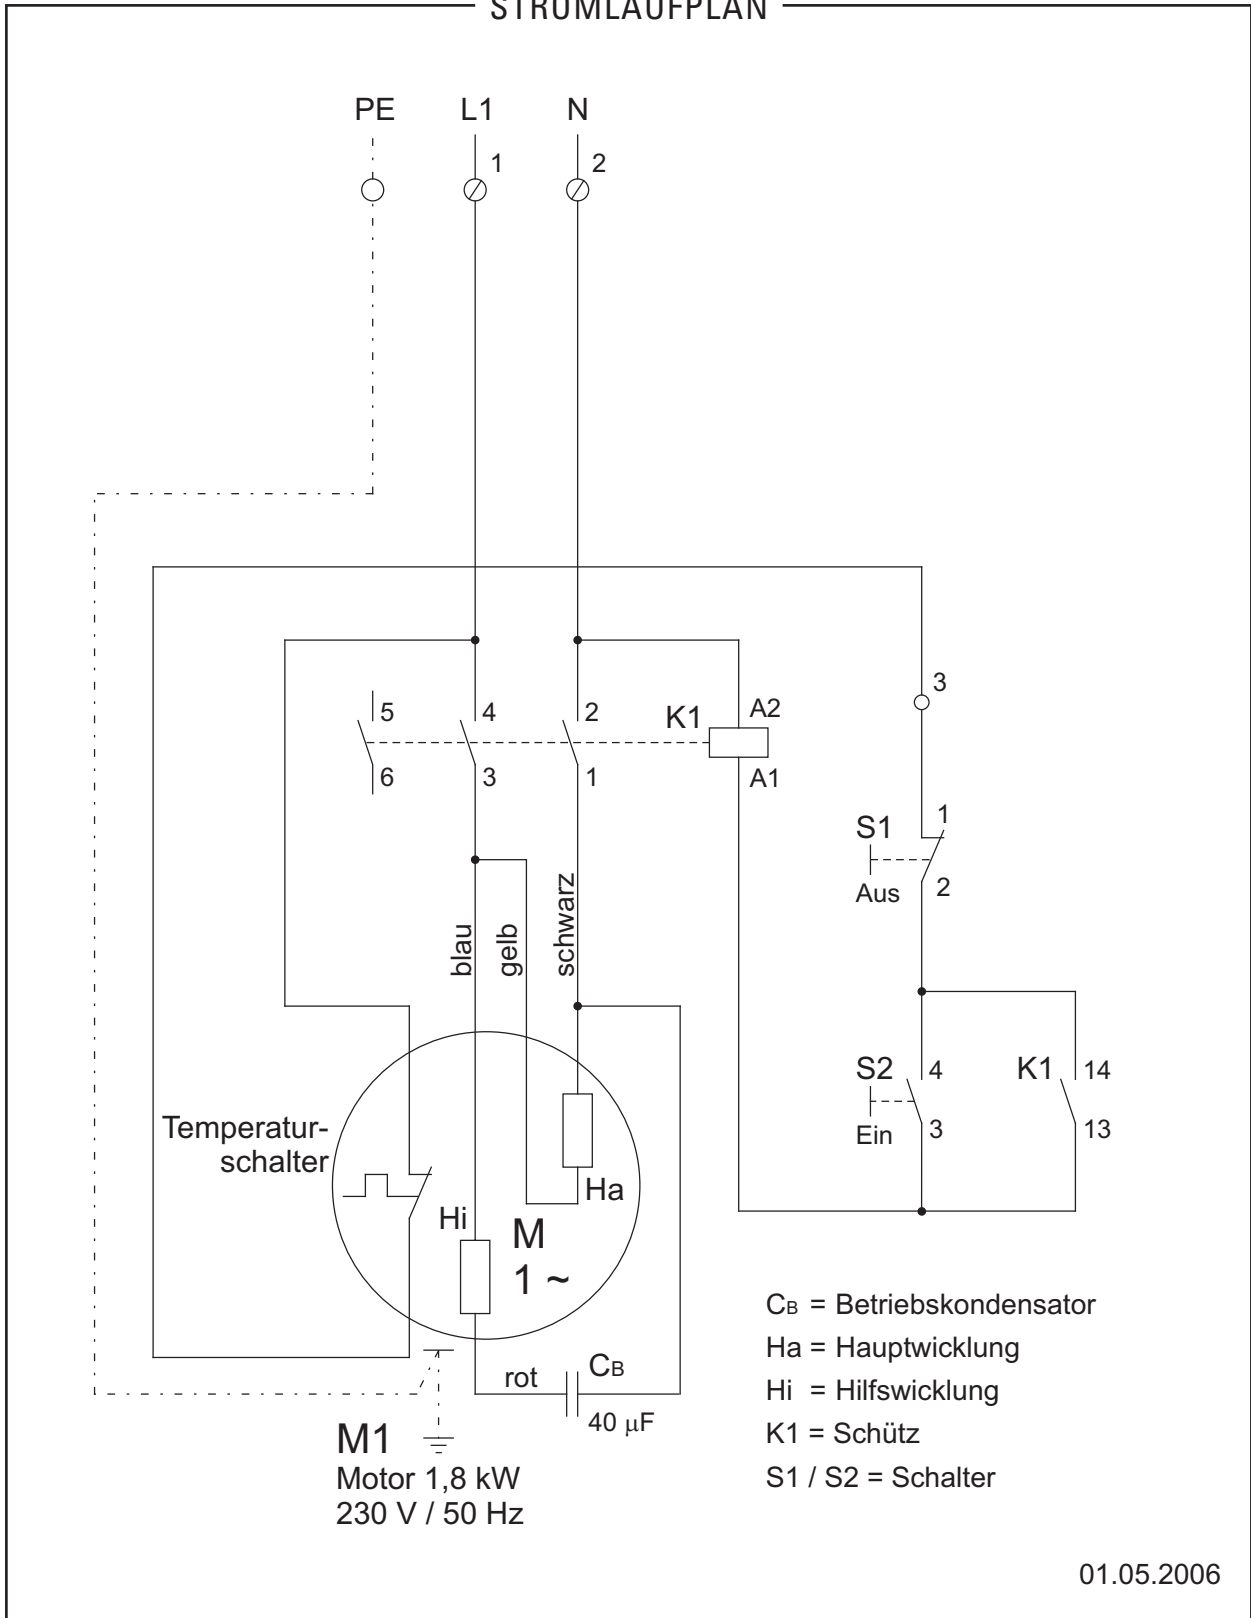 STROMLAUFPLAN
PE L1 N
1 2
3
5 4 2 K1 A2
6 3 1 A1
S1 1
Aus 2
blau gelb schwarz
S2 4 K1 14
Ein 3 13
Temperatur-
schalter
Ha
Hi M
1 ~
rot CB
40 µF
M1
Motor 1,8 kW
230 V / 50 Hz
CB = Betriebskondensator
Ha = Hauptwicklung
Hi = Hilfswicklung
K1 = Schütz
S1 / S2 = Schalter
01.05.2006